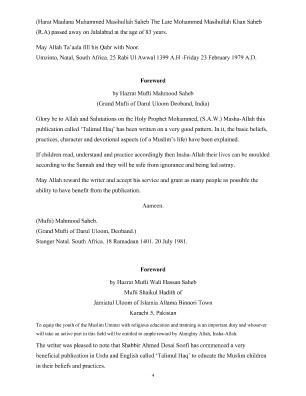 (Harat Maulana Muhammed Masihullah Saheb The Late Mohammed Masihullah Khan Saheb
(R.A) passed away on Jalalabad at the age of 83 years.
May Allah Ta'aala fill his Qabr with Noor.
Umzinto, Natal, South Africa. 25 Rabi Ul Awwal 1399 A.H -Friday 23 February 1979 A.D.
Foreword
by Hazrat Mufti Mahmood Saheb
(Grand Mufti of Darul Uloom Deoband, India)
Glory be to Allah and Salutations on the Holy Prophet Mohammed, (S.A.W.) Masha-Allah this
publication called 'Talimul Haq' has been written on a very good pattern. In it, the basic beliefs,
practices, character and devotional aspects (of a Muslim's life) have been explained.
If children read, understand and practice accordingly then Insha-Allah their lives can be moulded
according to the Sunnah and they will be safe from ignorance and being led astray.
May Allah reward the writer and accept his service and grant as many people as possible the
ability to have benefit from the publication.
Aameen.
(Mufti) Mahmood Saheb.
(Grand Mufti of Darul Uloom, Deoband.)
Stanger Natal. South Africa. 18 Ramadaan 1401. 20 July 1981.
Foreword
by Hazrat Mufti Wali Hassan Saheb
Mufti Shaikul Hadith of
Jamiatul Uloom of Islamia Allama Binnori Town
Karachi 5, Pakistan
To equip the youth of the Muslim Ummat with religious education and training is an important duty and whosoever
will take an active part in this field will be entitled to ample reward by Almighty Allah, Insha-Allah.
The writer was pleased to note that Shabbir Ahmed Desai Soofi has commenced a very
beneficial publication in Urdu and English called 'Talimul Haq' to educate the Muslim children
in their beliefs and practices.
4